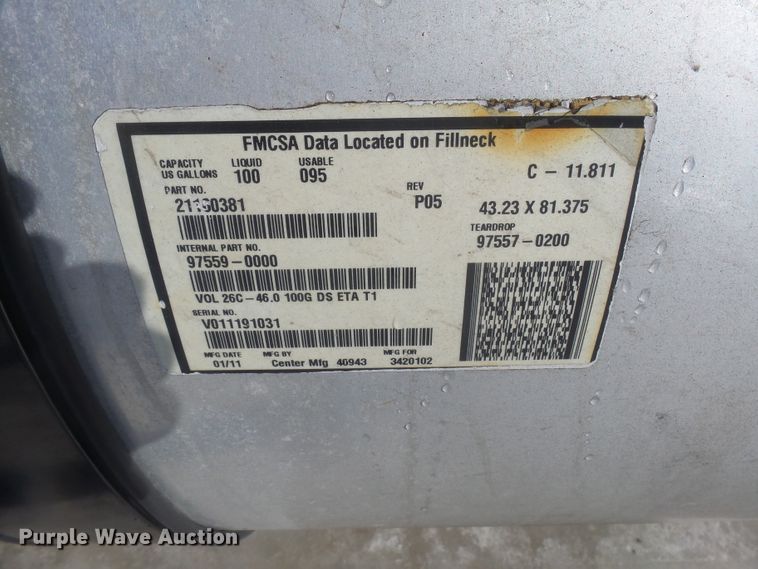 FMCSA Data Located on Fillneck
CAPACITY LIQUID USABLE
US GALLONS 100 095 C - 11.811
PART NO. REV
P05 43.23 X 81.375
INTERNAL PART NO. TEARDROP
97559-0000 97557-0200
VOL 26C-46.0 100G DS ETA T1
SERIAL NO.
V011191031
MFG DATE MFG BY MFG FOR
01/11 Center Mfg 40943 3420102
Purple Wave Auction